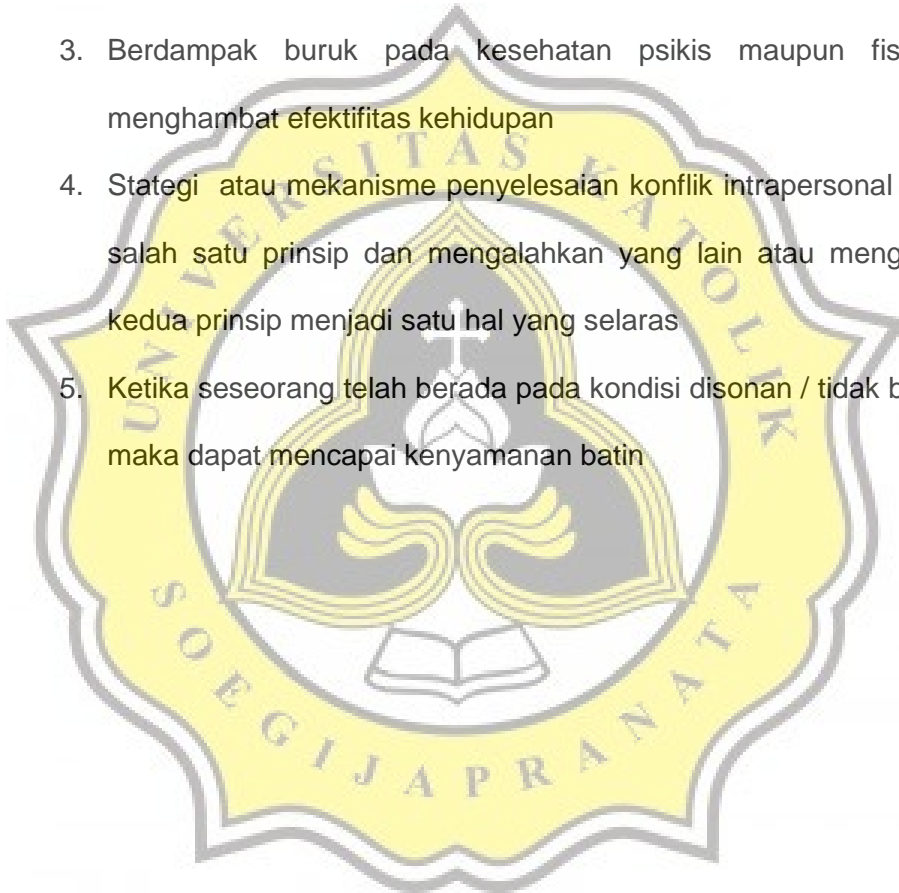 3. Berdampak buruk pada kesehatan psikis maupun fis
menghambat efektifitas kehidupan
4. Stategi atau mekanisme penyelesaian konflik intrapersonal
salah satu prinsip dan mengalahkan yang lain atau meng
kedua prinsip menjadi satu hal yang selaras
5. Ketika seseorang telah berada pada kondisi disonan / tidak b
maka dapat mencapai kenyamanan batin
UNIVERSITAS KATOLIK
SOEGIJAPRANATA